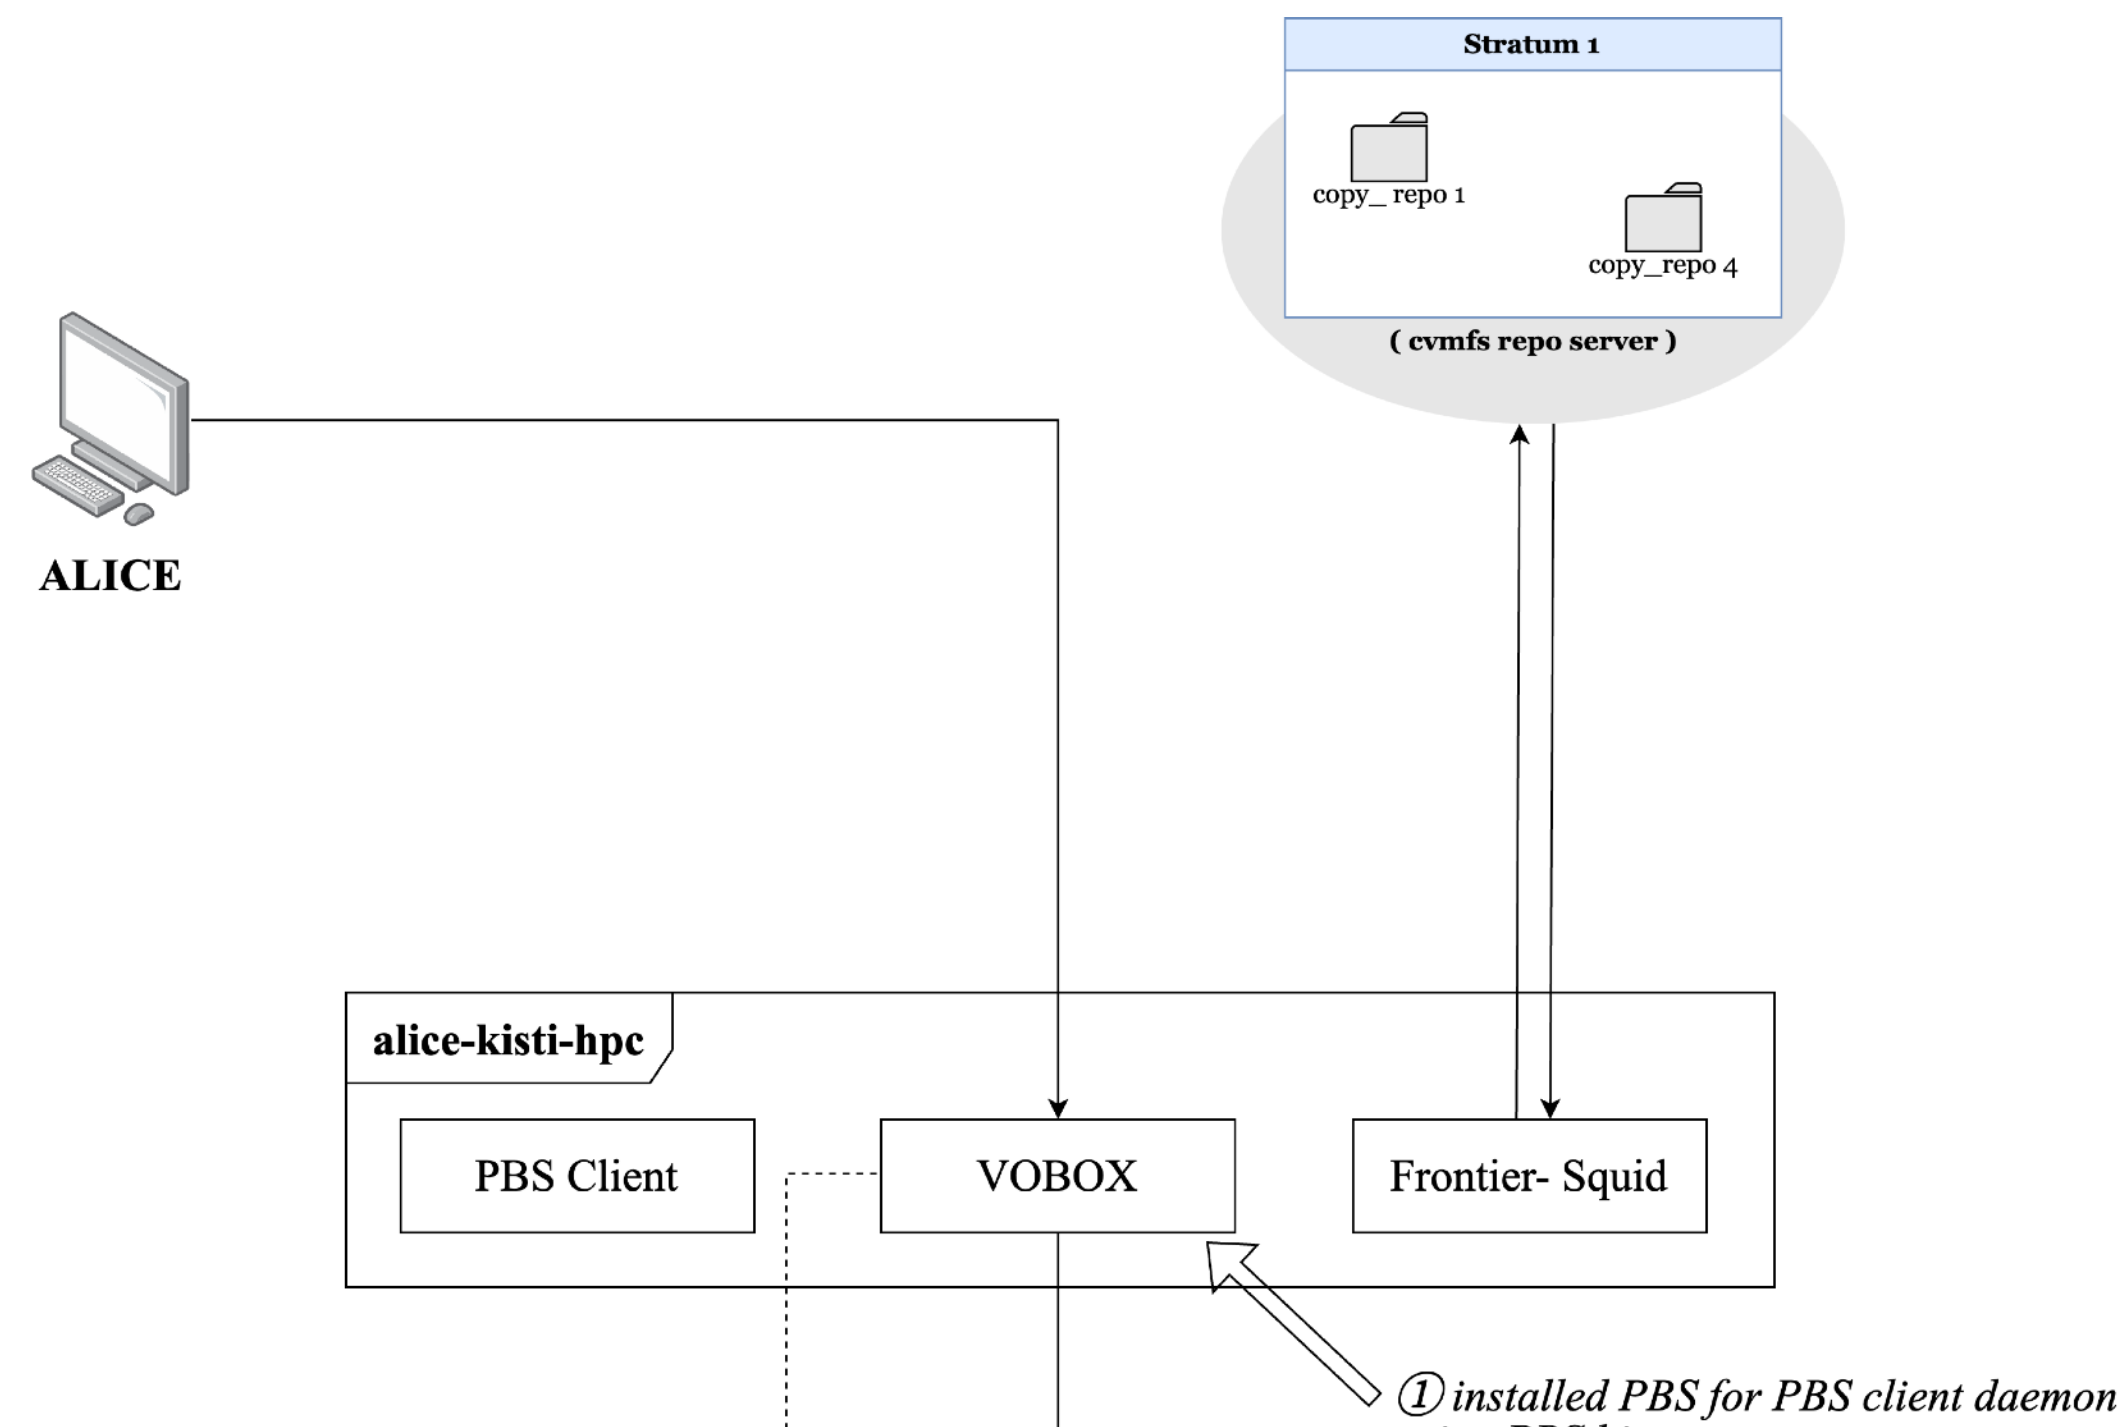 Stratum 1
copy_ repo 1
copy_repo 4
( cvmfs repo server )
ALICE
alice-kisti-hpc
PBS Client
VOBOX
Frontier- Squid
① installed PBS for PBS client daemon